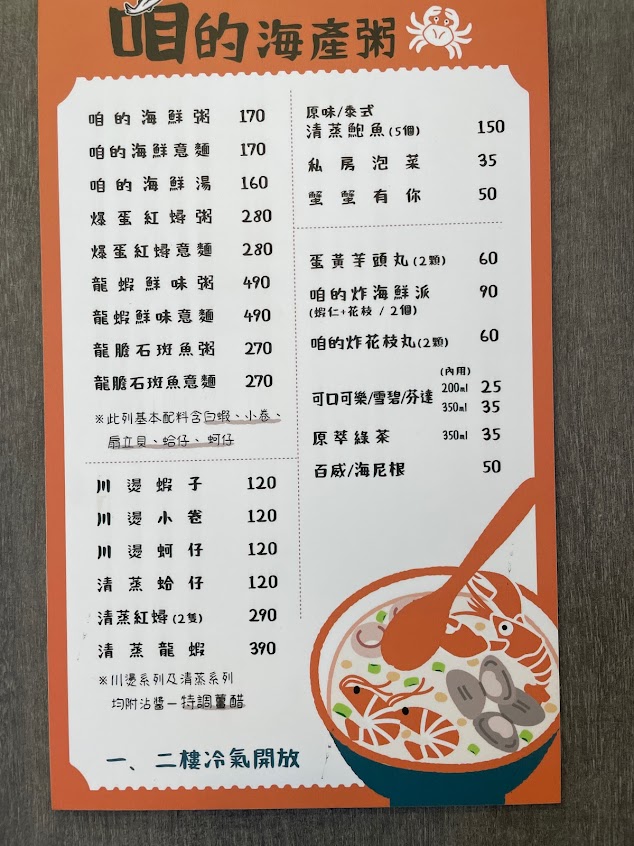 咱的海產粥
咱的海鮮粥 170
咱的海鮮意麵 170
咱的海鮮湯 160
爆蛋紅蟳粥 280
爆蛋紅蟳意麵 280
龍蝦鮮味粥 490
龍蝦鮮味意麵 490
龍膽石斑魚粥 270
龍膽石斑魚意麵 270
※此列基本配料含白蝦、小卷、
扇立貝、蛤仔、蚵仔
川燙蝦子 120
川燙小卷 120
川燙蚵仔 120
清蒸蛤仔 120
清蒸紅蟳(2隻) 290
清蒸龍蝦 390
※川燙系列及清蒸系列
均附沾醬一特調薑醋
一、二樓冷氣開放
原味/泰式
清蒸鮑魚(5個) 150
私房泡菜 35
蟹蟹有你 50
蛋黃芋頭丸(2顆) 60
咱的炸海鮮派 90
(蝦仁+花枝 / 2個)
咱的炸花枝丸(2顆) 60
(內用)
可口可樂/雪碧/芬達 200ml 25
350ml 35
原萃綠茶 350ml 35
百威/海尼根 50